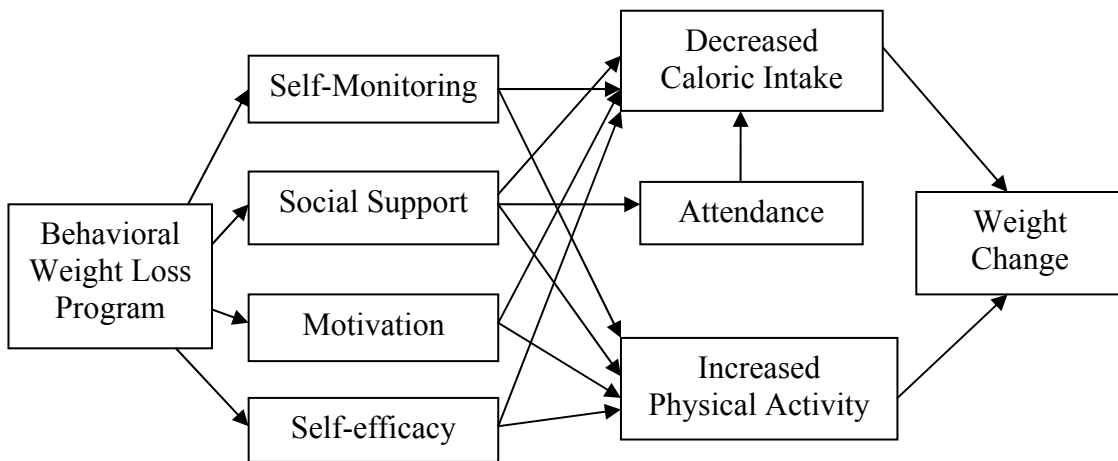 Behavioral
Weight Loss
Program
Self-Monitoring
Social Support
Motivation
Self-efficacy
Decreased
Caloric Intake
Attendance
Increased
Physical Activity
Weight
Change